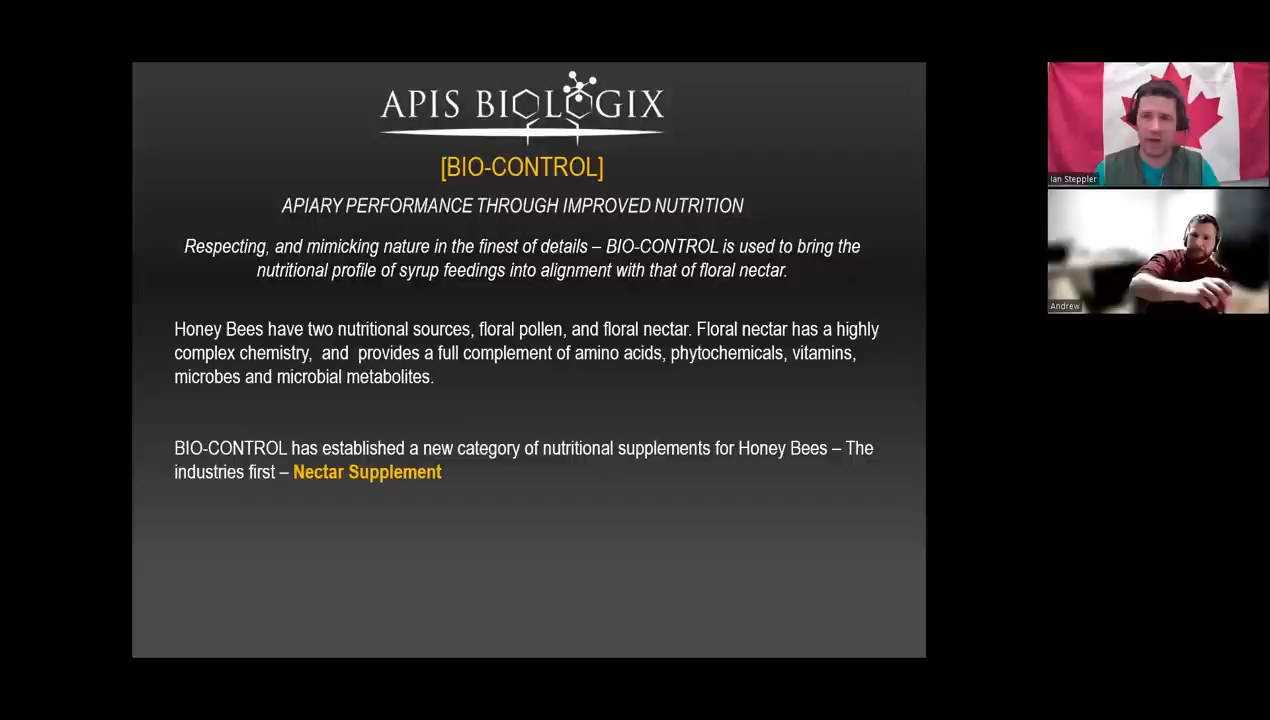 APIS BIOLOGIX
[BIO-CONTROL]
APIARY PERFORMANCE THROUGH IMPROVED NUTRITION
Respecting, and mimicking nature in the finest of details – BIO-CONTROL is used to bring the
nutritional profile of syrup feedings into alignment with that of floral nectar.
Honey Bees have two nutritional sources, floral pollen, and floral nectar. Floral nectar has a highly
complex chemistry, and provides a full complement of amino acids, phytochemicals, vitamins,
microbes and microbial metabolites.
BIO-CONTROL has established a new category of nutritional supplements for Honey Bees – The
industries first – Nectar Supplement
Ian Steppler
Andrew